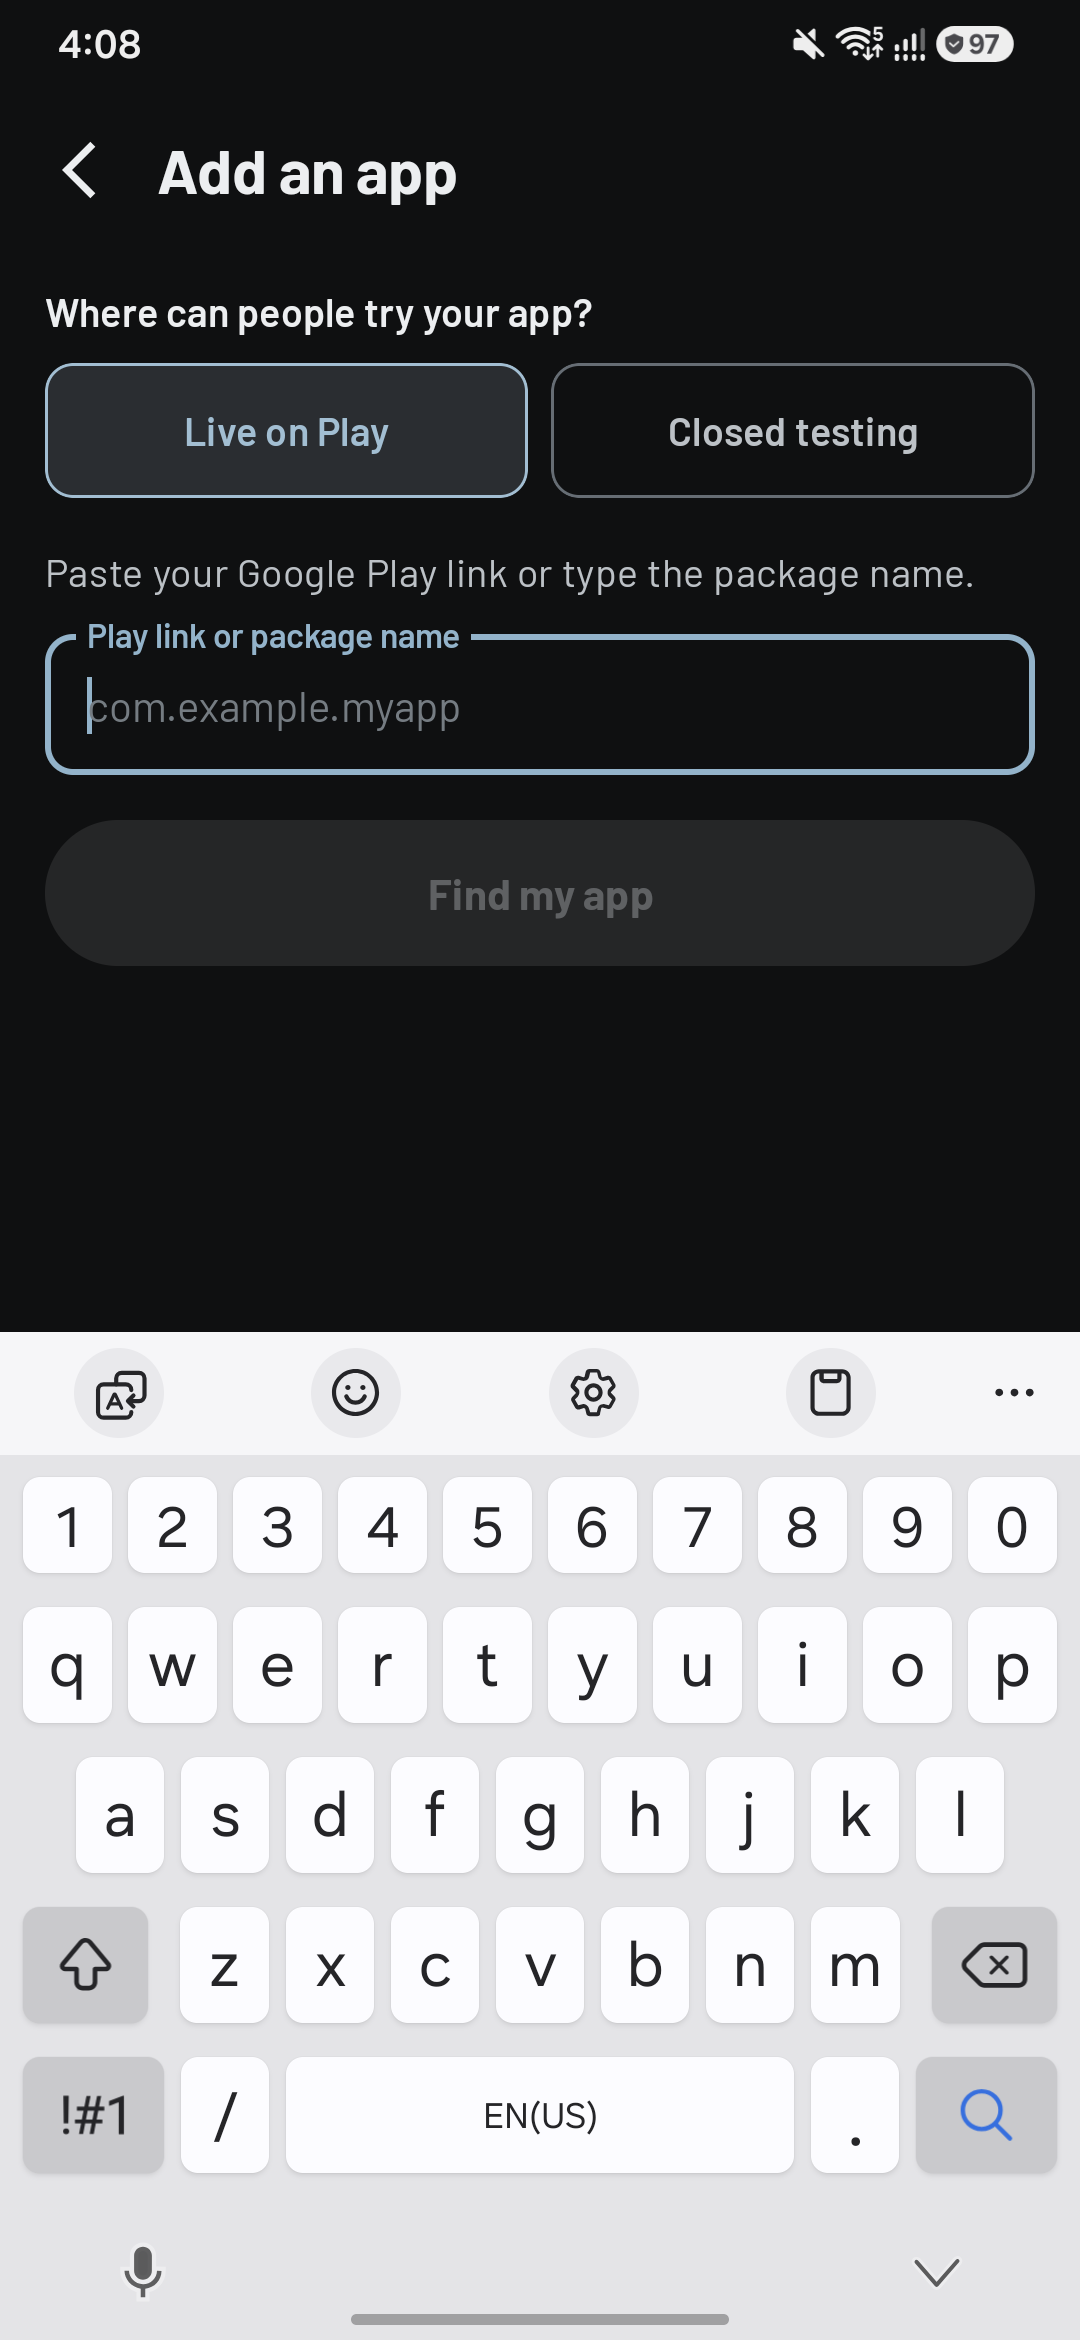 4:08
5
97
Add an app
Where can people try your app?
Live on Play
Closed testing
Paste your Google Play link or type the package name.
Play link or package name
com.example.myapp
Find my app
A
1 2 3 4 5 6 7 8 9 0
q w e r t y u i o p
a s d f g h j k l
z x c v b n m
!#1 / EN(US) .